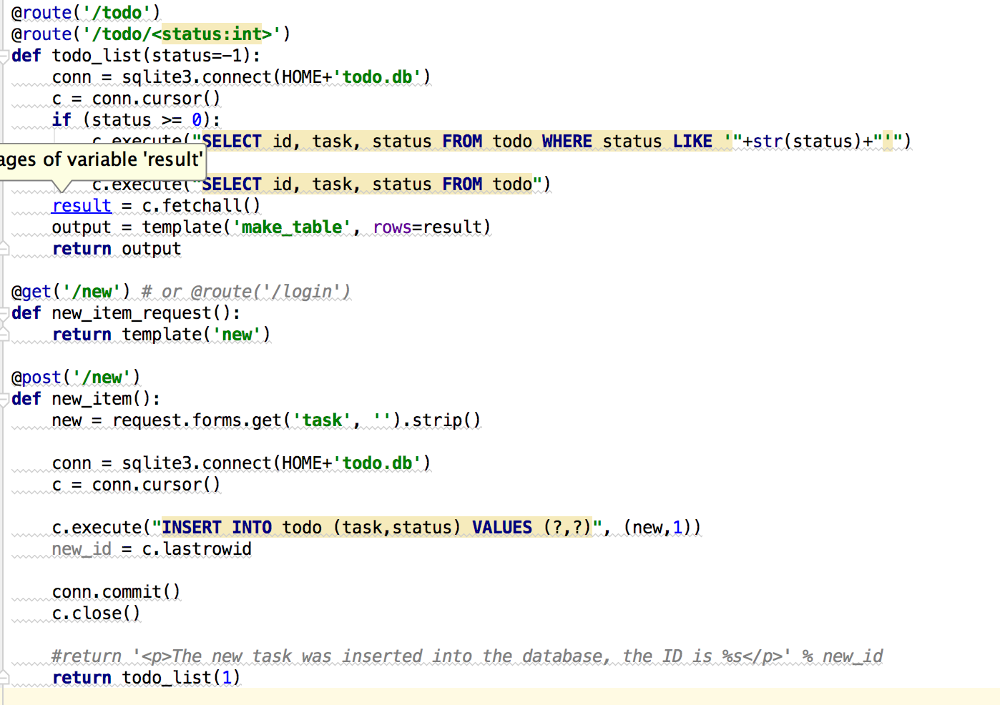 @route('/todo')
@route('/todo/<status:int>')
def todo_list(status=-1):
    conn = sqlite3.connect(HOME+'todo.db')
    c = conn.cursor()
    if (status >= 0):
        c.execute("SELECT id, task, status FROM todo WHERE status LIKE '"+str(status)+"'")
ages of variable 'result'
        c.execute("SELECT id, task, status FROM todo")
    result = c.fetchall()
    output = template('make_table', rows=result)
    return output

@get('/new') # or @route('/login')
def new_item_request():
    return template('new')

@post('/new')
def new_item():
    new = request.forms.get('task', '').strip()

    conn = sqlite3.connect(HOME+'todo.db')
    c = conn.cursor()

    c.execute("INSERT INTO todo (task,status) VALUES (?,?)", (new,1))
    new_id = c.lastrowid

    conn.commit()
    c.close()

    #return '<p>The new task was inserted into the database, the ID is %s</p>' % new_id
    return todo_list(1)